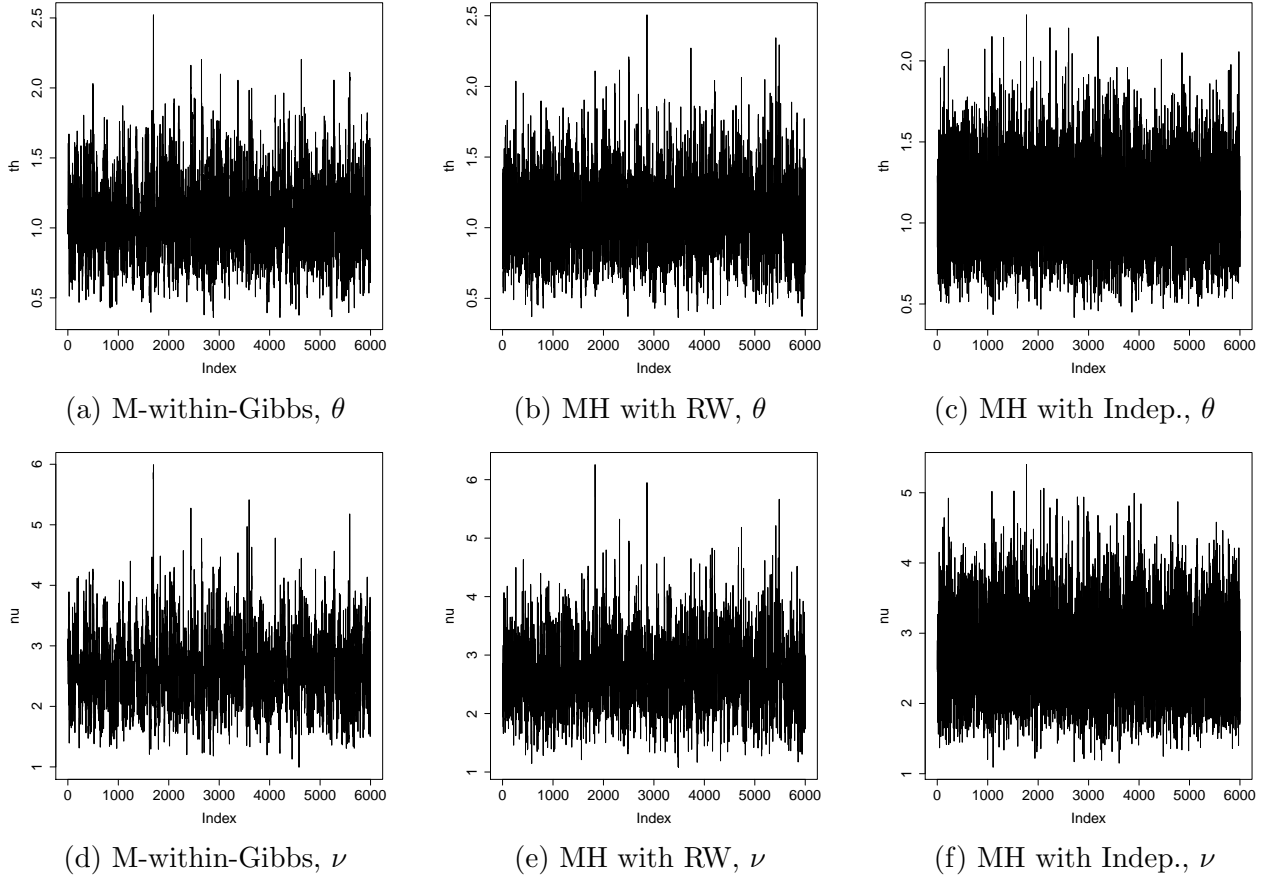 th
0.5 1.0 1.5 2.0 2.5
0 1000 2000 3000 4000 5000 6000
Index
(a) M-within-Gibbs, θ
th
0.5 1.0 1.5 2.0 2.5
0 1000 2000 3000 4000 5000 6000
Index
(b) MH with RW, θ
th
0.5 1.0 1.5 2.0
0 1000 2000 3000 4000 5000 6000
Index
(c) MH with Indep., θ
nu
1 2 3 4 5 6
0 1000 2000 3000 4000 5000 6000
Index
(d) M-within-Gibbs, ν
nu
1 2 3 4 5 6
0 1000 2000 3000 4000 5000 6000
Index
(e) MH with RW, ν
nu
1 2 3 4 5
0 1000 2000 3000 4000 5000 6000
Index
(f) MH with Indep., ν